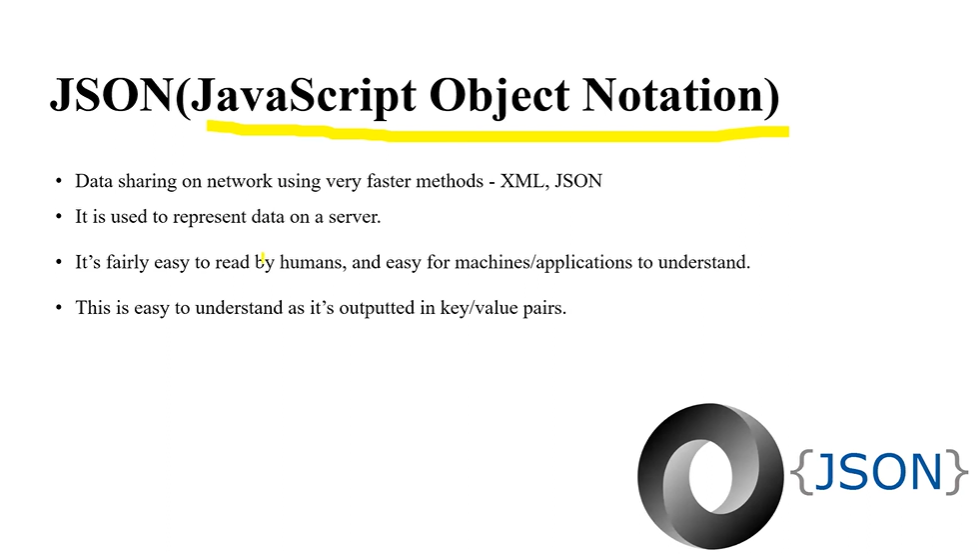 JSON(JavaScript Object Notation)
• Data sharing on network using very faster methods - XML, JSON
• It is used to represent data on a server.
• It’s fairly easy to read by humans, and easy for machines/applications to understand.
• This is easy to understand as it’s outputted in key/value pairs.
{JSON}